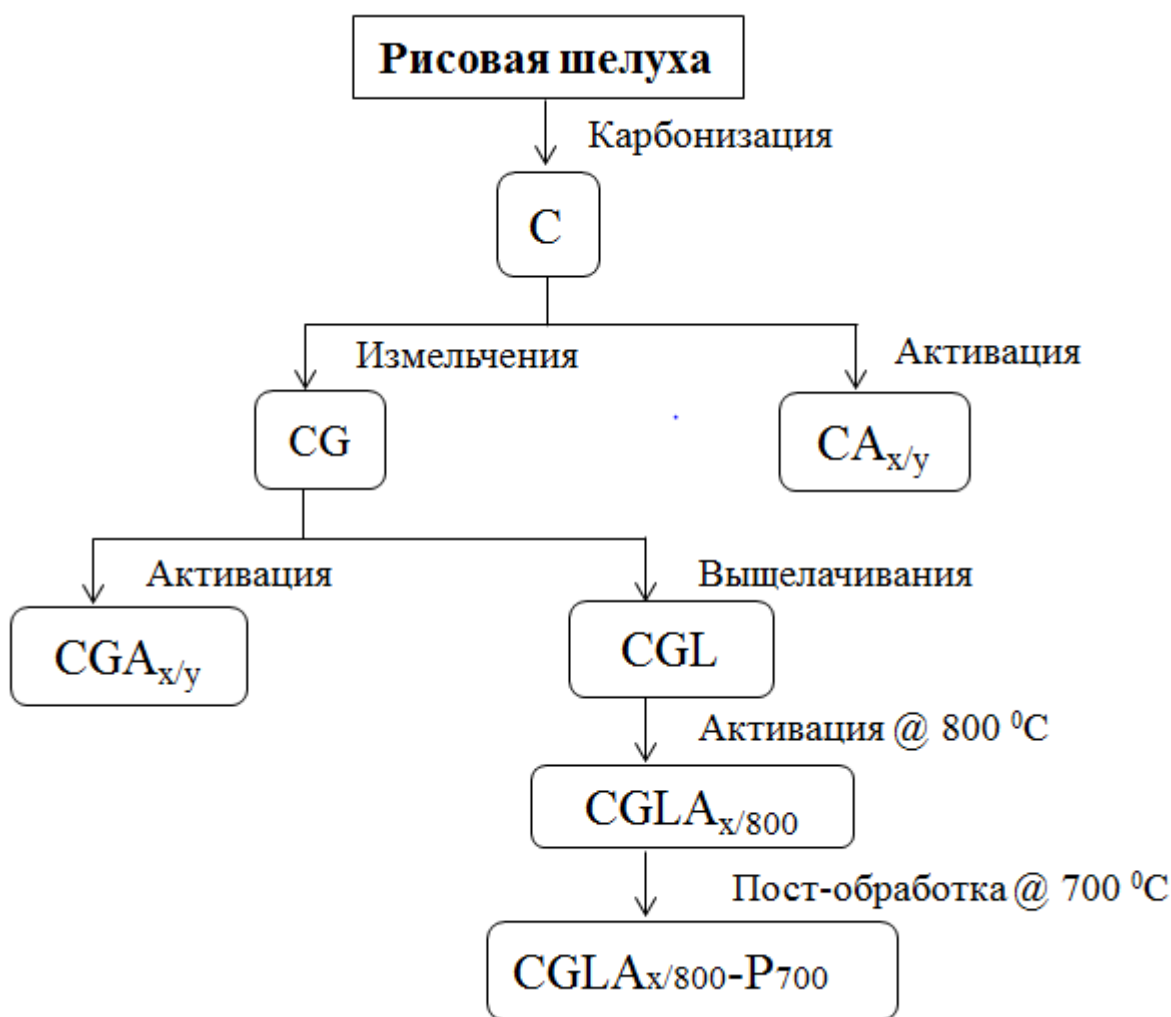 Рисовая шелуха
Карбонизация
C
Измельчения
Активация
CG
CAx/y
Активация
Выщелачивания
CGAx/y
CGL
Активация @ 800 ⁰C
CGLAx/800
Пост-обработка @ 700 ⁰C
CGLAx/800-P700